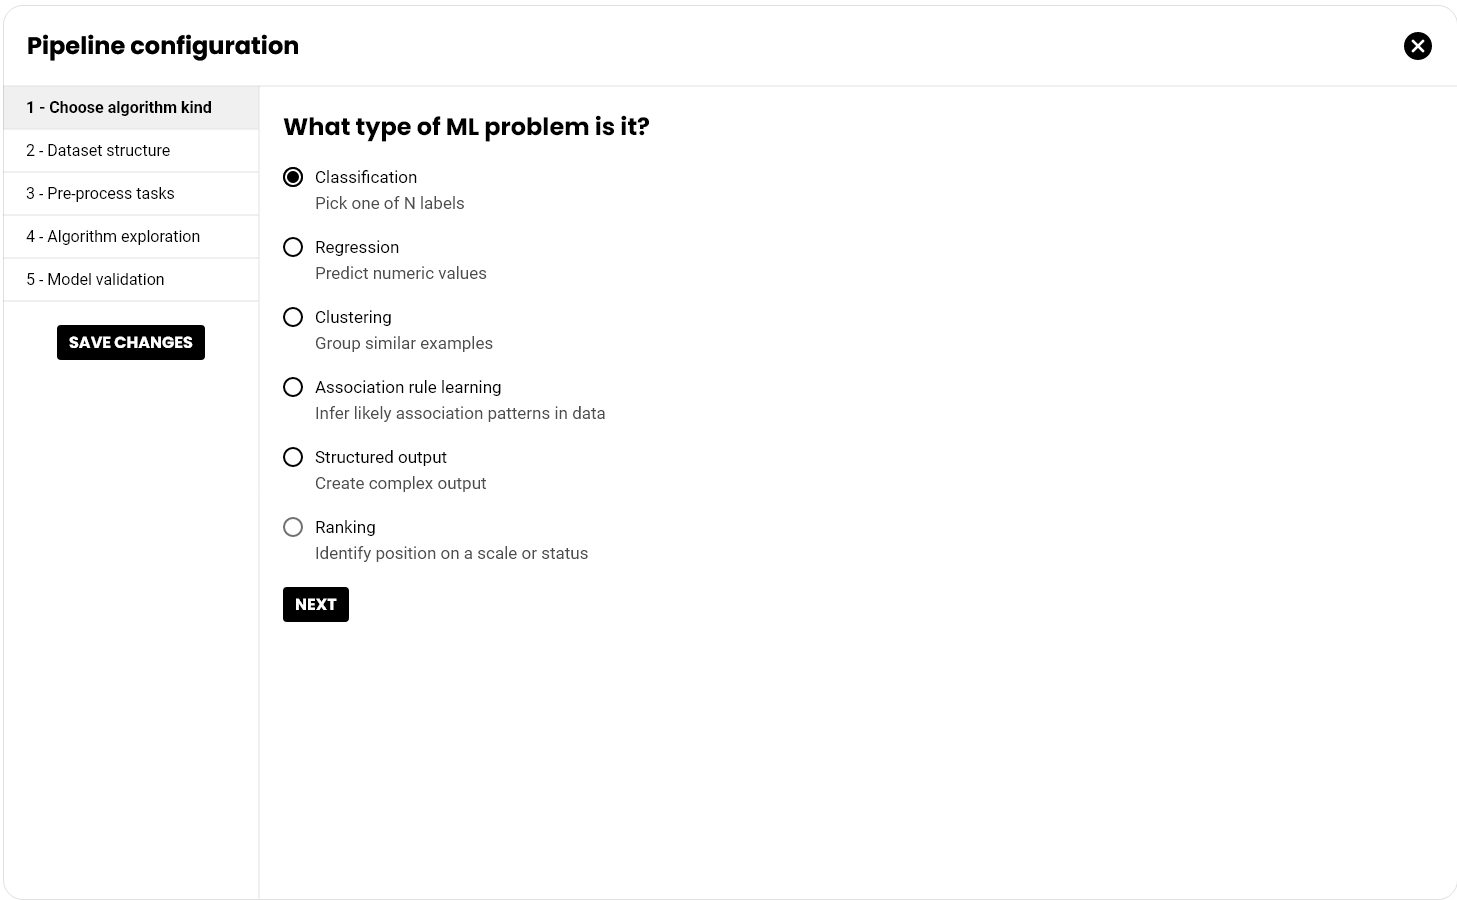 Pipeline configuration
1 - Choose algorithm kind
2 - Dataset structure
3 - Pre-process tasks
4 - Algorithm exploration
5 - Model validation
SAVE CHANGES
What type of ML problem is it?
Classification
Pick one of N labels
Regression
Predict numeric values
Clustering
Group similar examples
Association rule learning
Infer likely association patterns in data
Structured output
Create complex output
Ranking
Identify position on a scale or status
NEXT